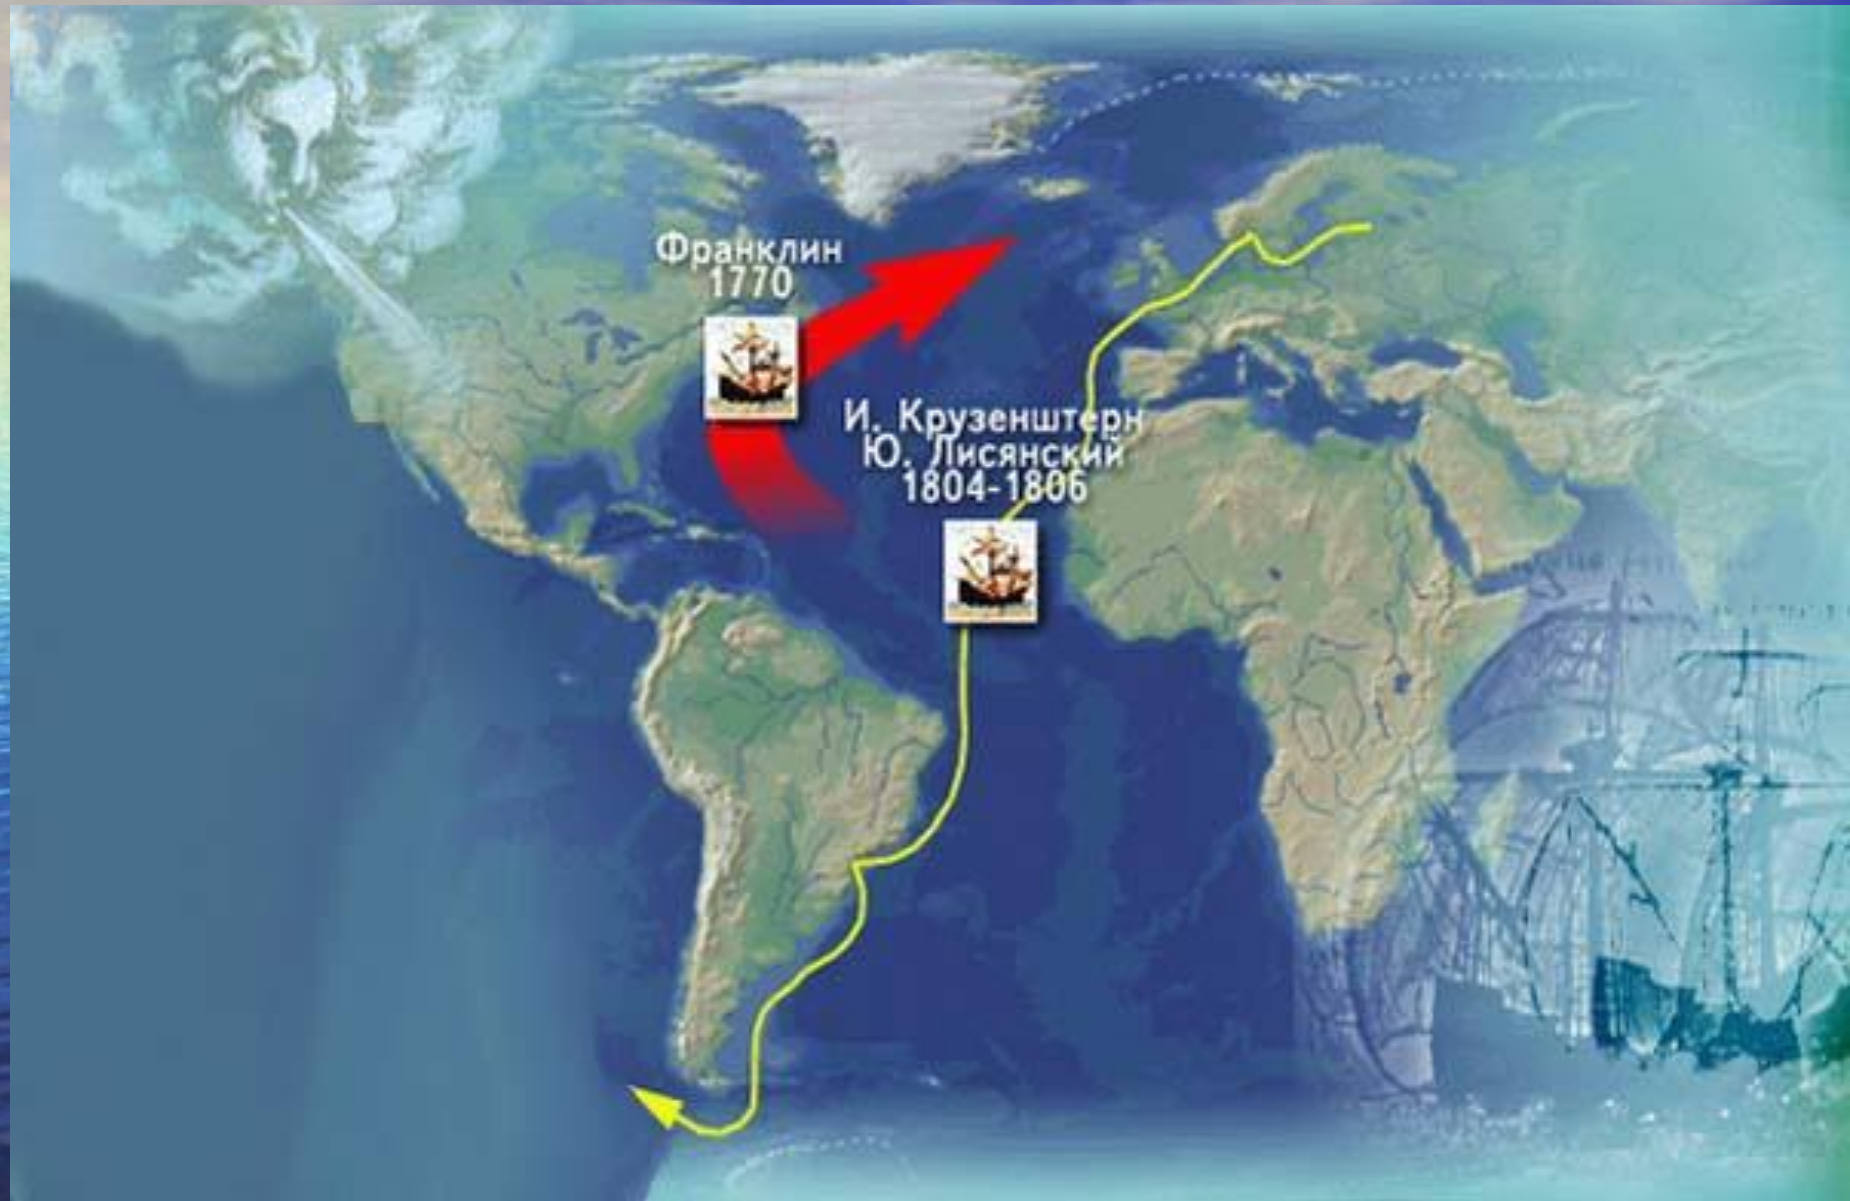 Франклин
1770
И. Крузенштерн
Ю. Лисянский
1804-1806